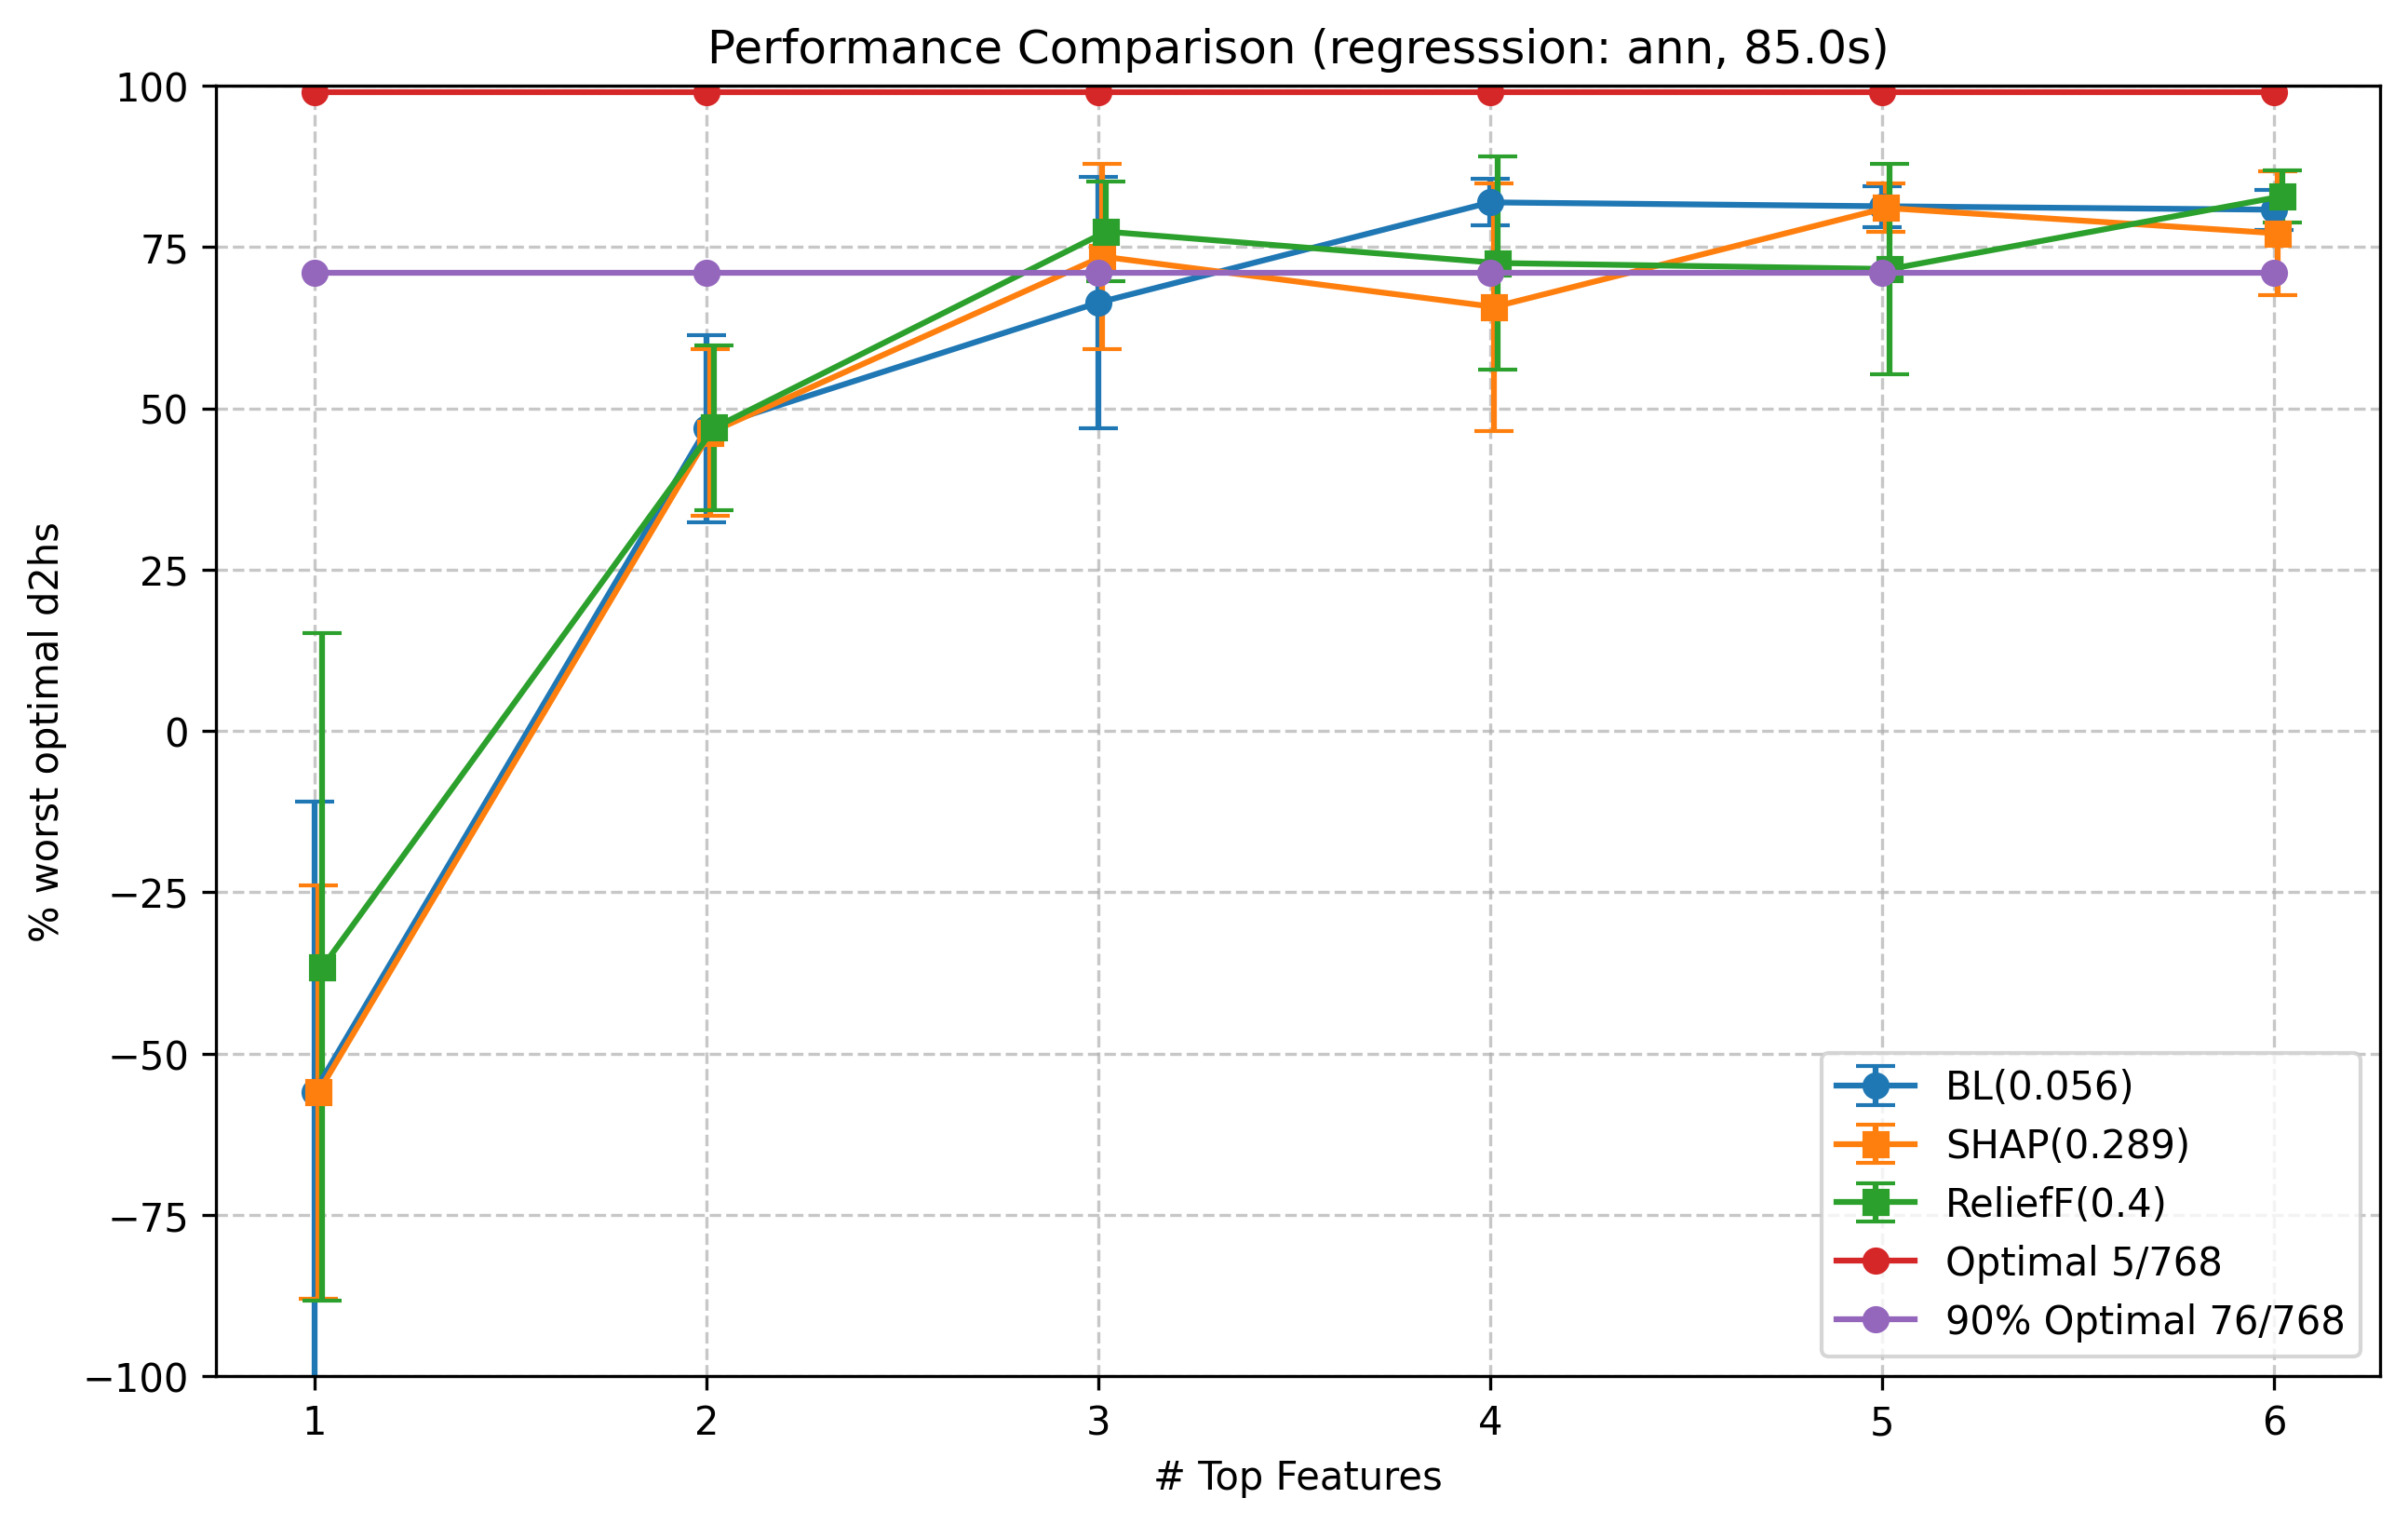 Performance Comparison (regresssion: ann, 85.0s)
% worst optimal d2hs
100
75
50
25
0
−25
−50
−75
−100
1 2 3 4 5 6
# Top Features
BL(0.056)
SHAP(0.289)
ReliefF(0.4)
Optimal 5/768
90% Optimal 76/768